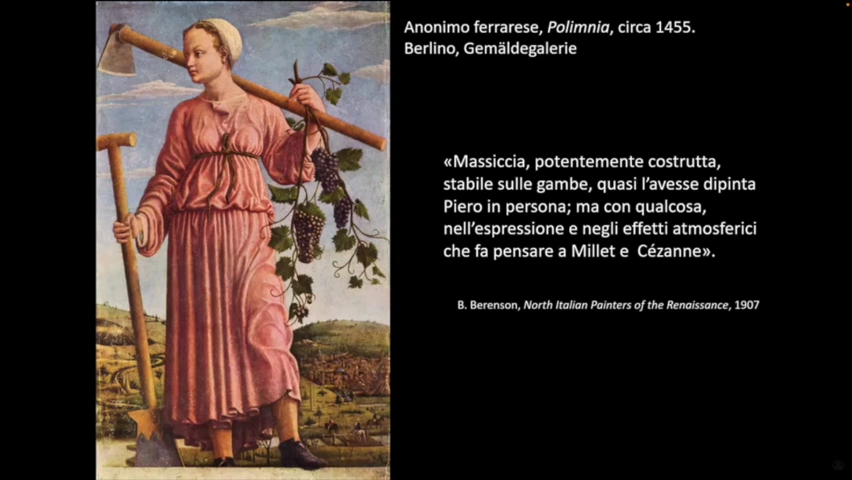 Anonimo ferrarese, Polimnia, circa 1455.
Berlino, Gemäldegalerie
«Massiccia, potentemente costrutta,
stabile sulle gambe, quasi l'avesse dipinta
Piero in persona; ma con qualcosa,
nell'espressione e negli effetti atmosferici
che fa pensare a Millet e Cézanne».
B. Berenson, North Italian Painters of the Renaissance, 1907